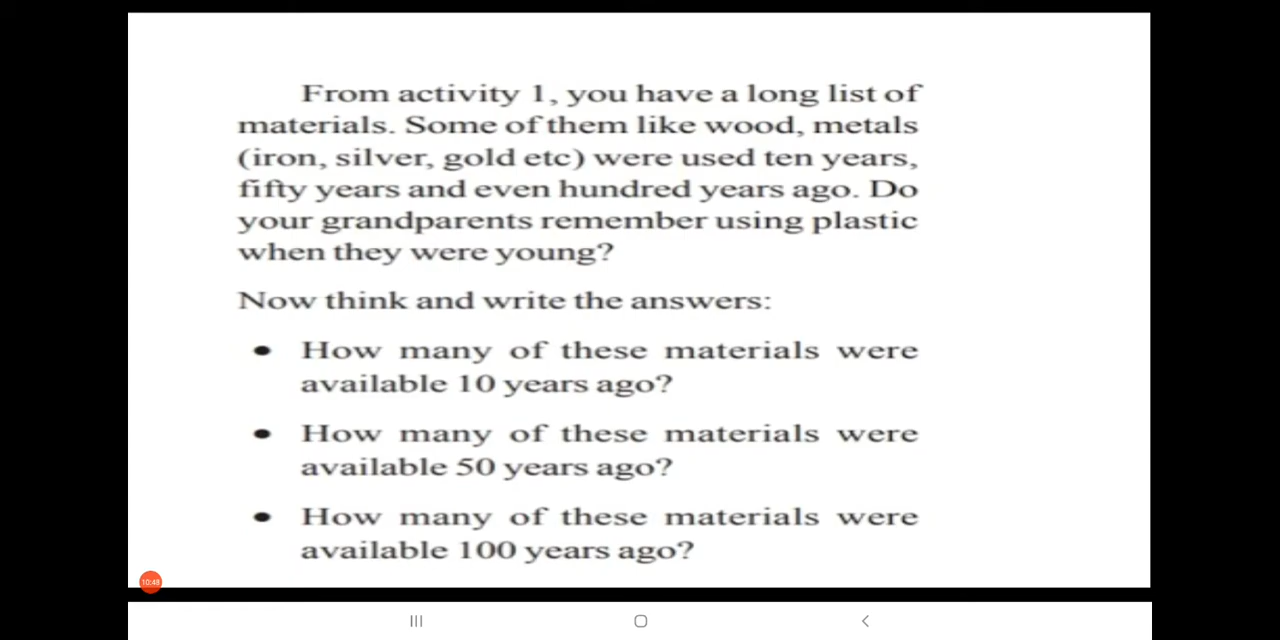 From activity 1, you have a long list of
materials. Some of them like wood, metals
(iron, silver, gold etc) were used ten years,
fifty years and even hundred years ago. Do
your grandparents remember using plastic
when they were young?
Now think and write the answers:
• How many of these materials were
available 10 years ago?
• How many of these materials were
available 50 years ago?
• How many of these materials were
available 100 years ago?
10:48